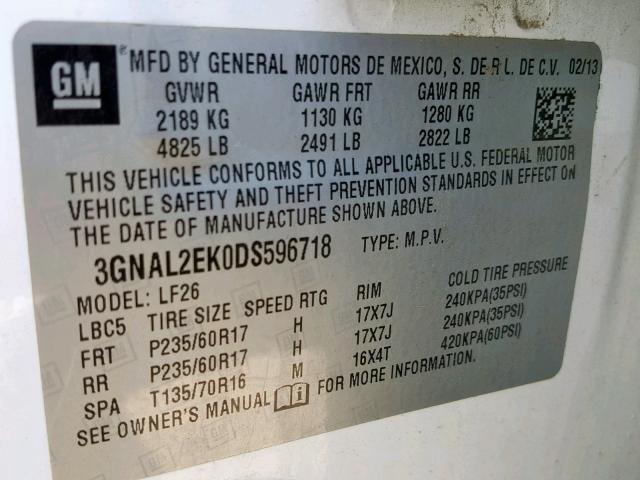 GM
MFD BY GENERAL MOTORS DE MEXICO, S. DE R L. DE C.V. 02/13
GVWR GAWR FRT GAWR RR
2189 KG 1130 KG 1280 KG
4825 LB 2491 LB 2822 LB
THIS VEHICLE CONFORMS TO ALL APPLICABLE U.S. FEDERAL MOTOR
VEHICLE SAFETY AND THEFT PREVENTION STANDARDS IN EFFECT ON
THE DATE OF MANUFACTURE SHOWN ABOVE.
3GNAL2EK0DS596718 TYPE: M.P.V.
MODEL: LF26
LBC5 TIRE SIZE SPEED RTG RIM COLD TIRE PRESSURE
FRT P235/60R17 H 17X7J 240KPA(35PSI)
RR P235/60R17 H 17X7J 240KPA(35PSI)
SPA T135/70R16 M 16X4T 420KPA(60PSI)
SEE OWNER'S MANUAL FOR MORE INFORMATION.